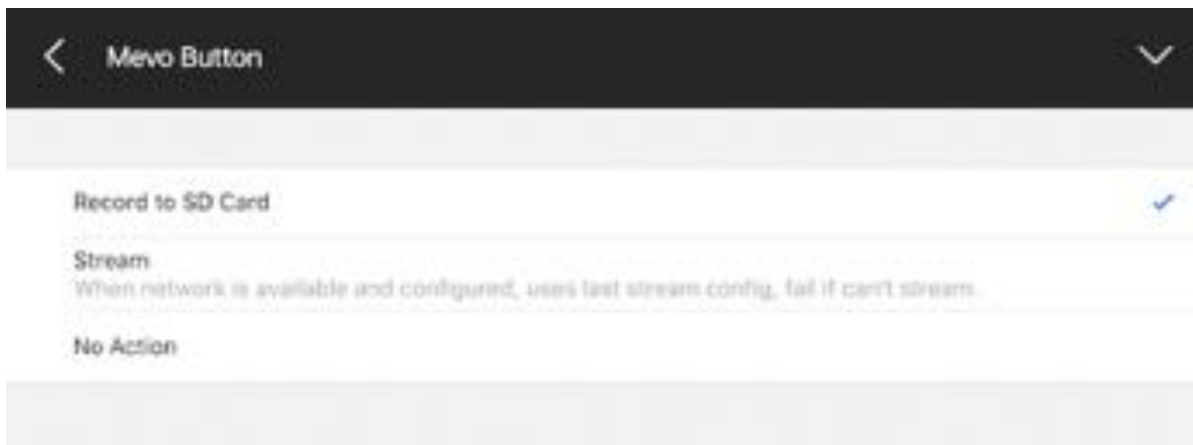 Mevo Button
Record to SD Card
Stream
When network is available and configured, uses last stream config, fail if can't stream.
No Action